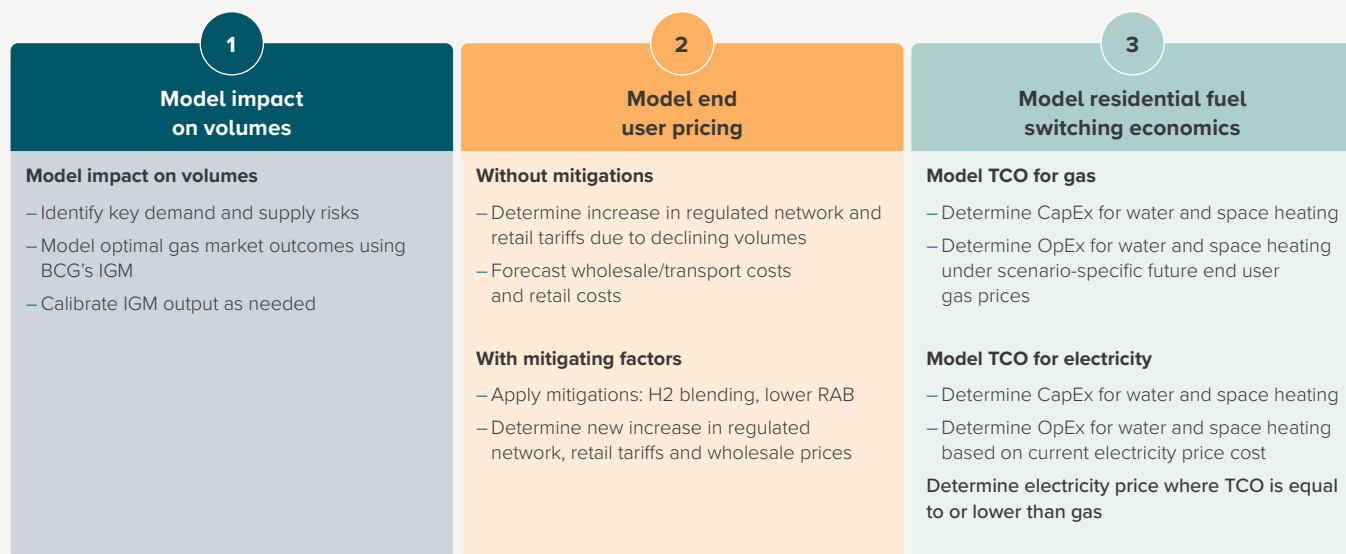 1
Model impact
on volumes
Model impact on volumes
– Identify key demand and supply risks
– Model optimal gas market outcomes using
BCG's IGM
– Calibrate IGM output as needed
2
Model end
user pricing
Without mitigations
– Determine increase in regulated network and
retail tariffs due to declining volumes
– Forecast wholesale/transport costs
and retail costs
With mitigating factors
– Apply mitigations: H2 blending, lower RAB
– Determine new increase in regulated
network, retail tariffs and wholesale prices
3
Model residential fuel
switching economics
Model TCO for gas
– Determine CapEx for water and space heating
– Determine OpEx for water and space heating
under scenario-specific future end user
gas prices
Model TCO for electricity
– Determine CapEx for water and space heating
– Determine OpEx for water and space heating
based on current electricity price cost
Determine electricity price where TCO is equal
to or lower than gas